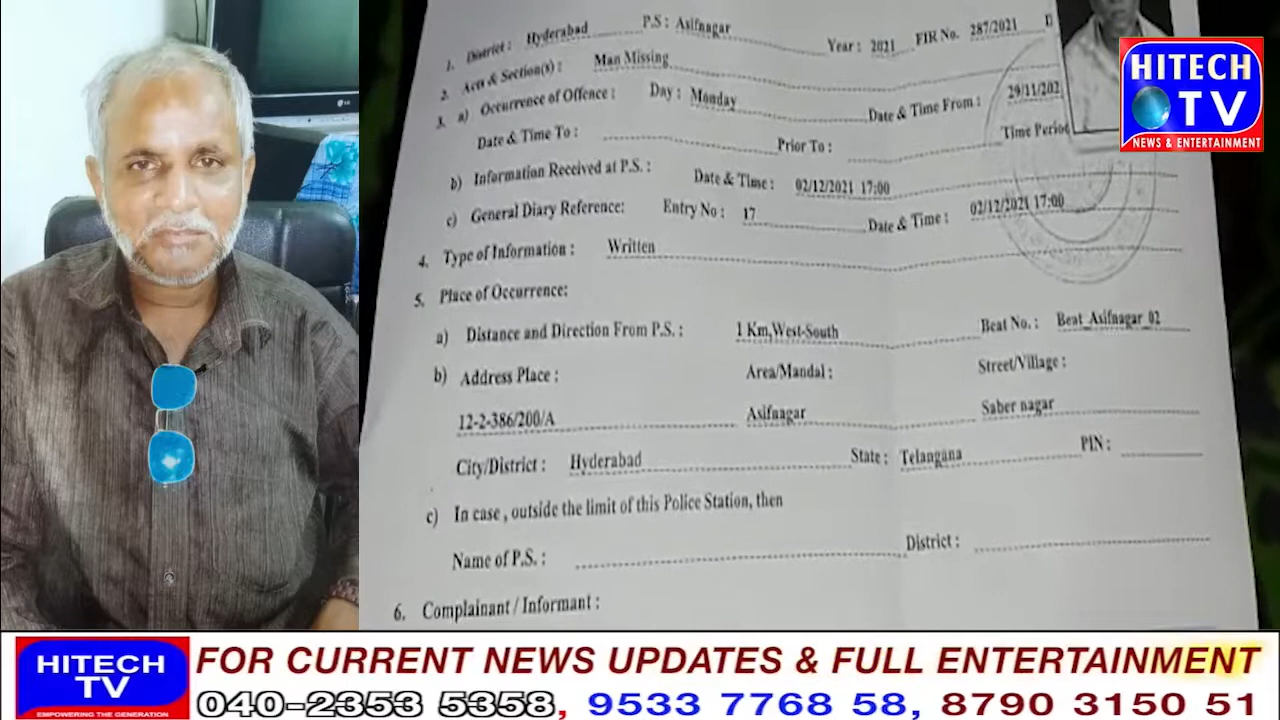 1. District : Hyderabad P.S : Asifnagar Year : 2021 FIR No. 287/2021 D
2. Acts & Section(s) : Man Missing
3. a) Occurrence of Offence : Day : Monday Date & Time From : 29/11/202
Date & Time To : Prior To : Time Period
b) Information Received at P.S. : Date & Time : 02/12/2021 17:00
c) General Diary Reference: Entry No : 17 Date & Time : 02/12/2021 17:00
4. Type of Information : Written
5. Place of Occurrence:
a) Distance and Direction From P.S. : 1 Km,West-South Beat No. : Beat_Asifnagar_02
b) Address Place : Area/Mandal : Street/Village :
12-2-386/200/A Asifnagar Saber nagar
City/District : Hyderabad State : Telangana PIN :
c) In case , outside the limit of this Police Station, then
Name of P.S. : District :
6. Complainant / Informant :
HITECH
TV
NEWS & ENTERTAINMENT
LG
HITECH
TV
EMPOWERING THE GENERATION
FOR CURRENT NEWS UPDATES & FULL ENTERTAINMENT
040-2353 5358, 9533 7768 58, 8790 3150 51